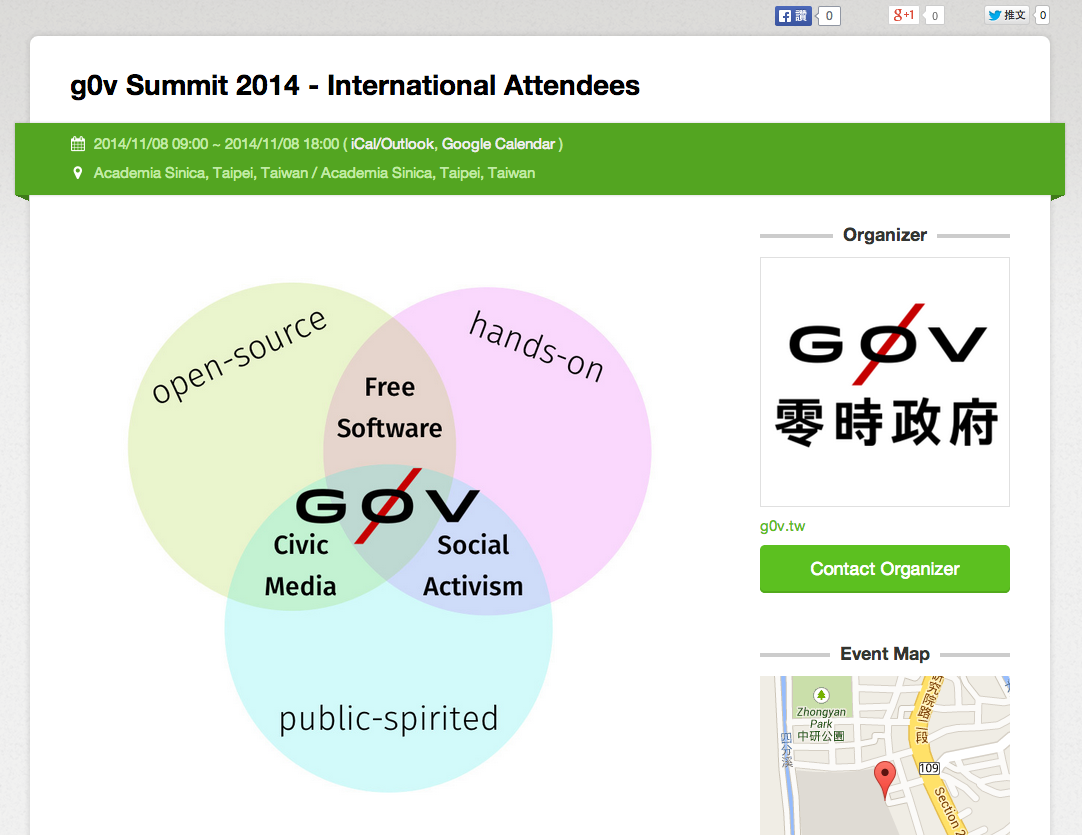 讚 0
g+1 0
推文 0
g0v Summit 2014 - International Attendees
2014/11/08 09:00 ~ 2014/11/08 18:00 ( iCal/Outlook, Google Calendar )
Academia Sinica, Taipei, Taiwan / Academia Sinica, Taipei, Taiwan
open-source
hands-on
Free
Software
GØV
Civic
Media
Social
Activism
public-spirited
Organizer
GØV
零時政府
g0v.tw
Contact Organizer
Event Map
Zhongyan
Park
中研公園
四分溪
究院路二段
109
Section 2